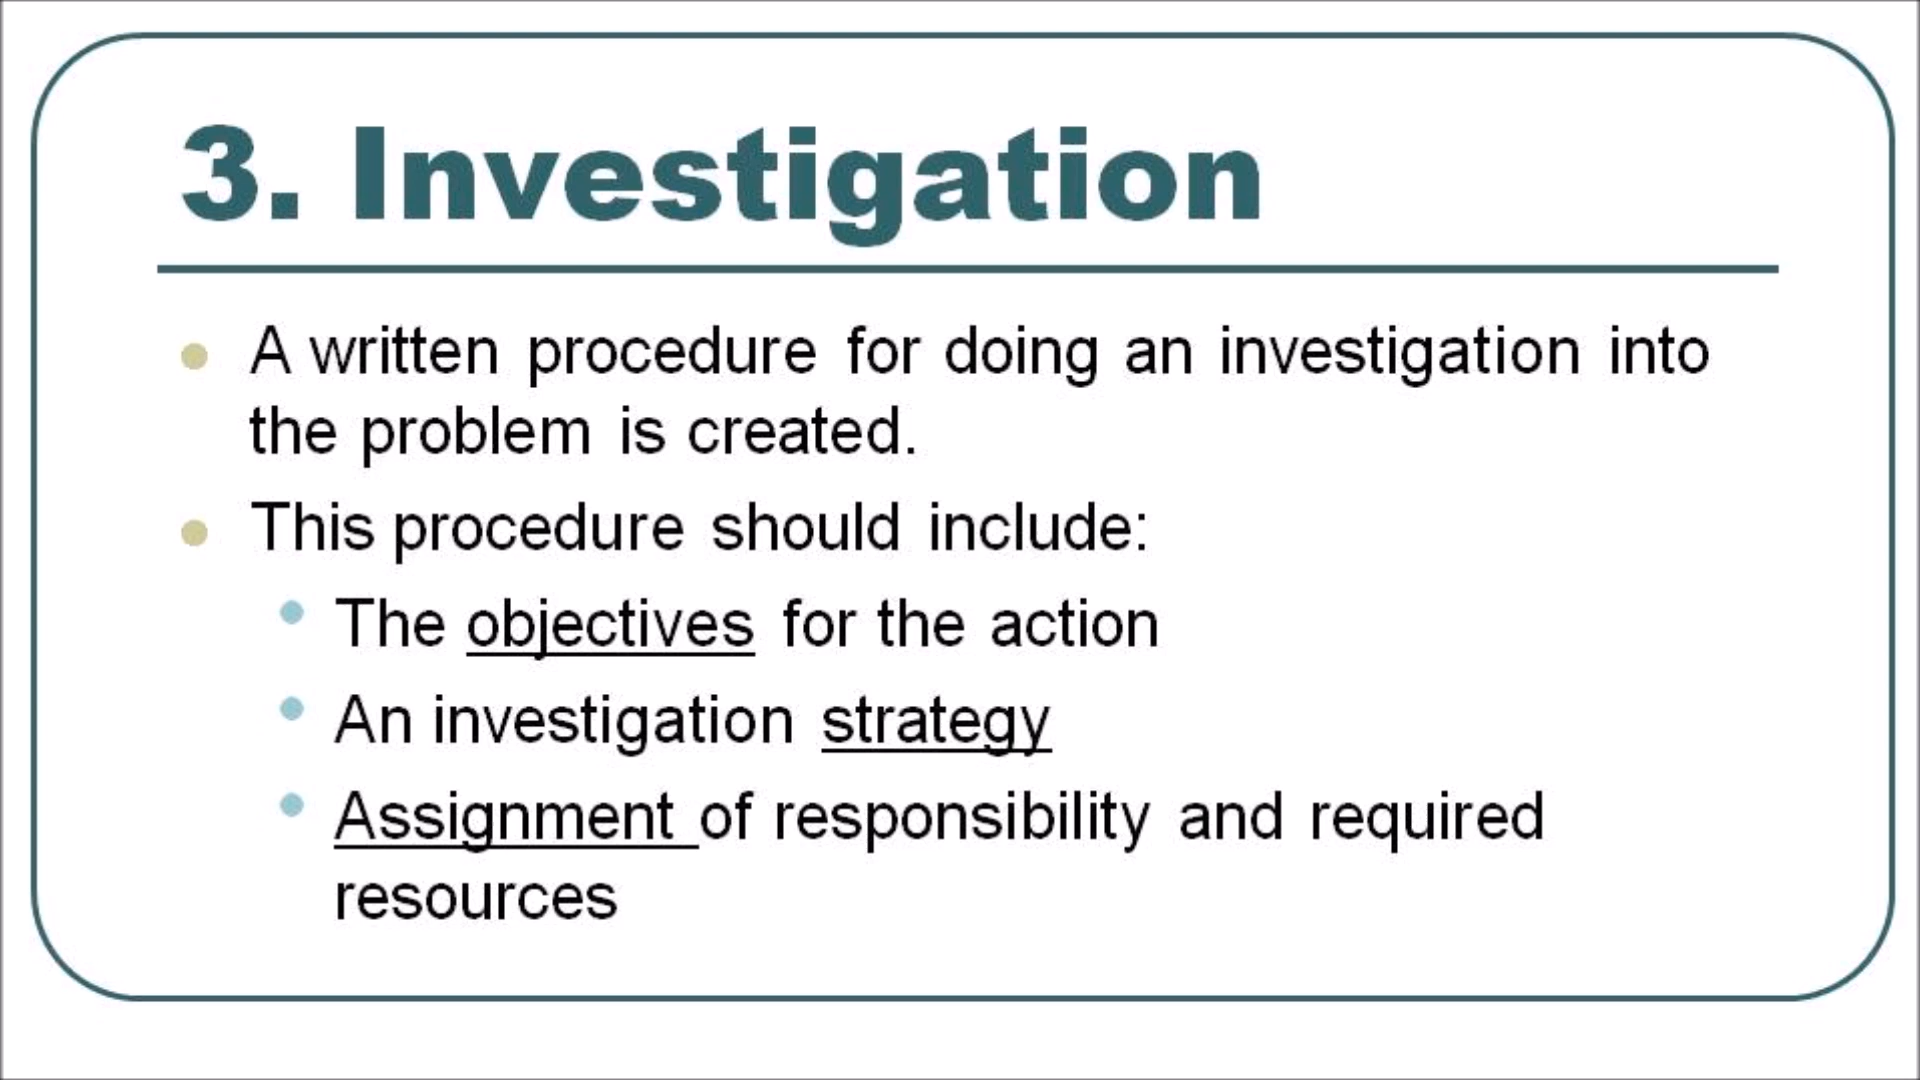 3. Investigation
A written procedure for doing an investigation into
the problem is created.
This procedure should include:
The objectives for the action
An investigation strategy
Assignment of responsibility and required
resources